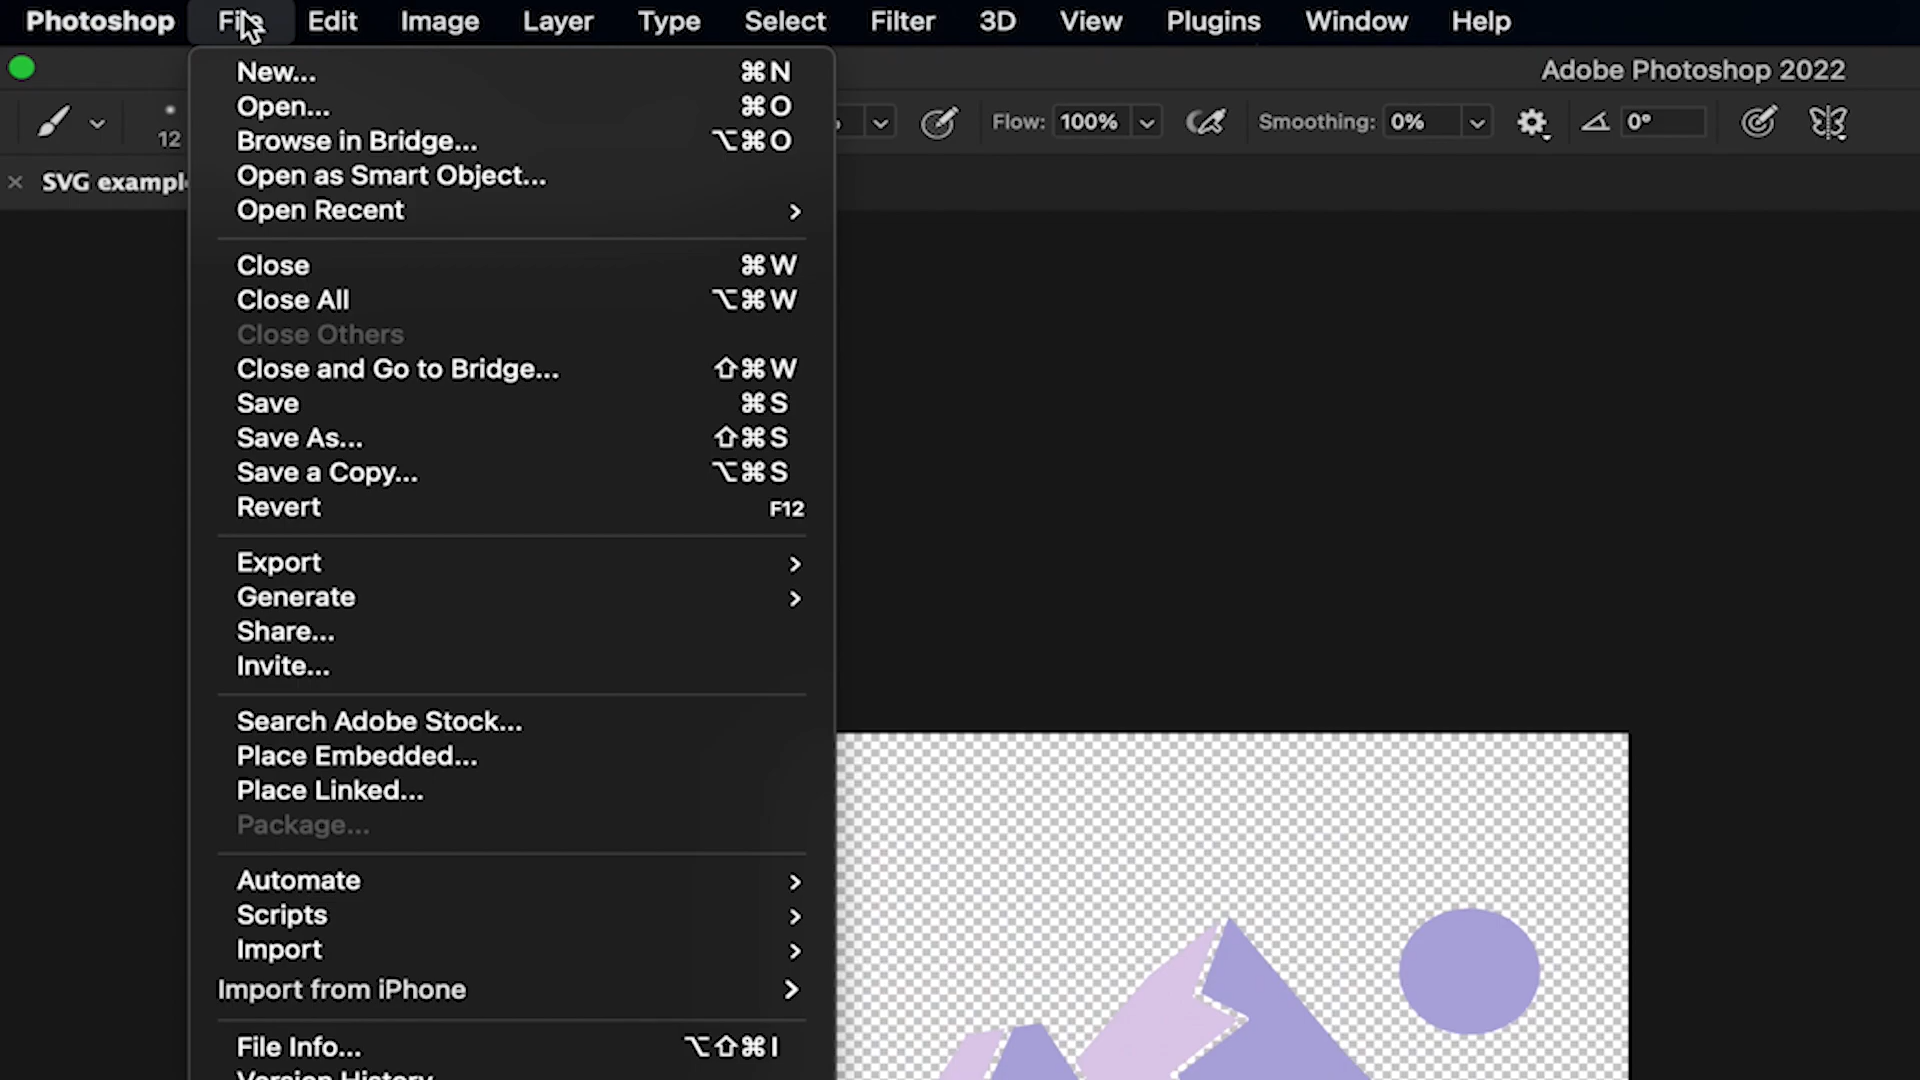 Photoshop File Edit Image Layer Type Select Filter 3D View Plugins Window Help
Adobe Photoshop 2022
12 Flow: 100% Smoothing: 0% 0°
SVG exampl
New... ⌘N
Open... ⌘O
Browse in Bridge... ⌥⌘O
Open as Smart Object...
Open Recent
Close ⌘W
Close All ⌥⌘W
Close Others
Close and Go to Bridge... ⇧⌘W
Save ⌘S
Save As... ⇧⌘S
Save a Copy... ⌥⌘S
Revert F12
Export
Generate
Share...
Invite...
Search Adobe Stock...
Place Embedded...
Place Linked...
Package...
Automate
Scripts
Import
Import from iPhone
File Info... ⌥⇧⌘I
Version History